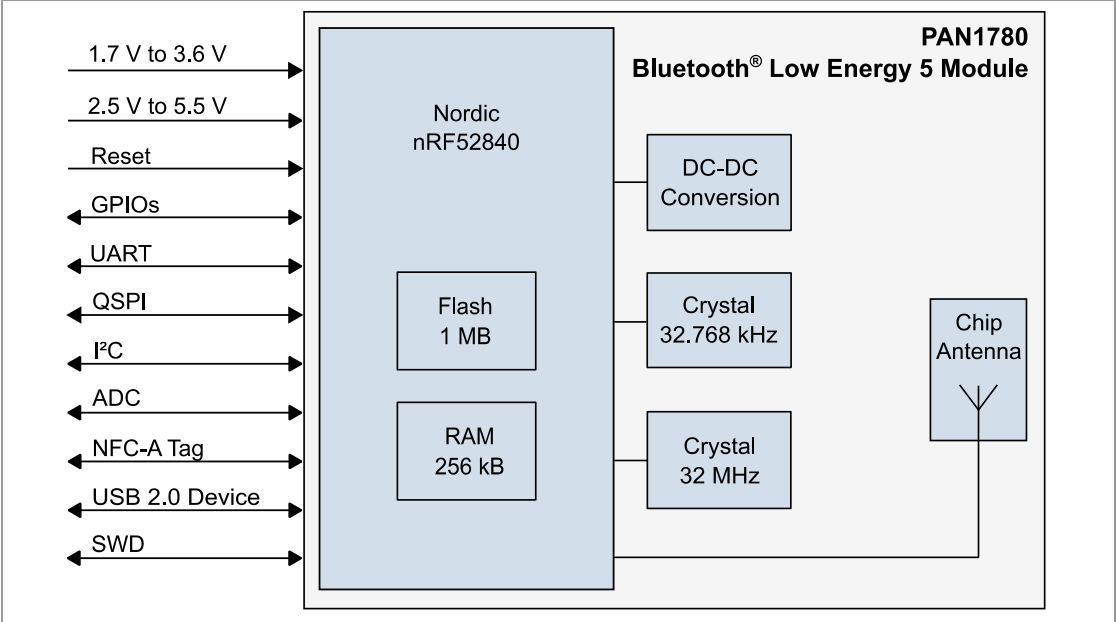 PAN1780
Bluetooth® Low Energy 5 Module
1.7 V to 3.6 V
2.5 V to 5.5 V
Reset
GPIOs
UART
QSPI
I²C
ADC
NFC-A Tag
USB 2.0 Device
SWD
Nordic
nRF52840
Flash
1 MB
RAM
256 kB
DC-DC
Conversion
Crystal
32.768 kHz
Crystal
32 MHz
Chip
Antenna